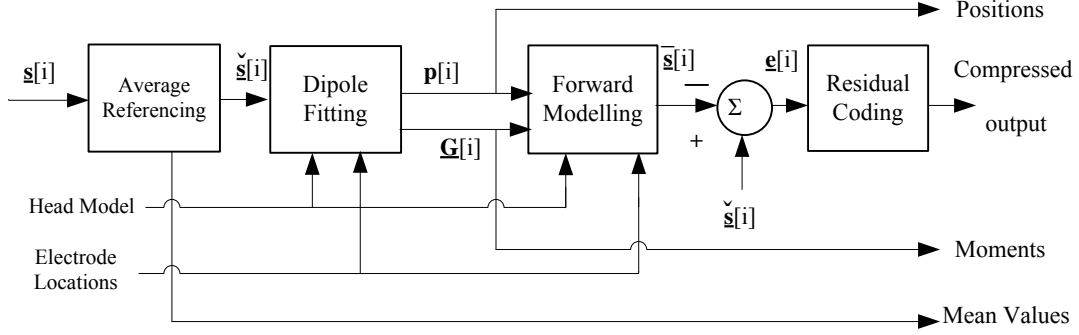 Positions
s[i]
Average
Referencing
š[i]
Dipole
Fitting
p[i]
G[i]
Forward
Modelling
s̄[i]
−
+
Σ
e[i]
Residual
Coding
Compressed
output
š[i]
Head Model
Electrode
Locations
Moments
Mean Values